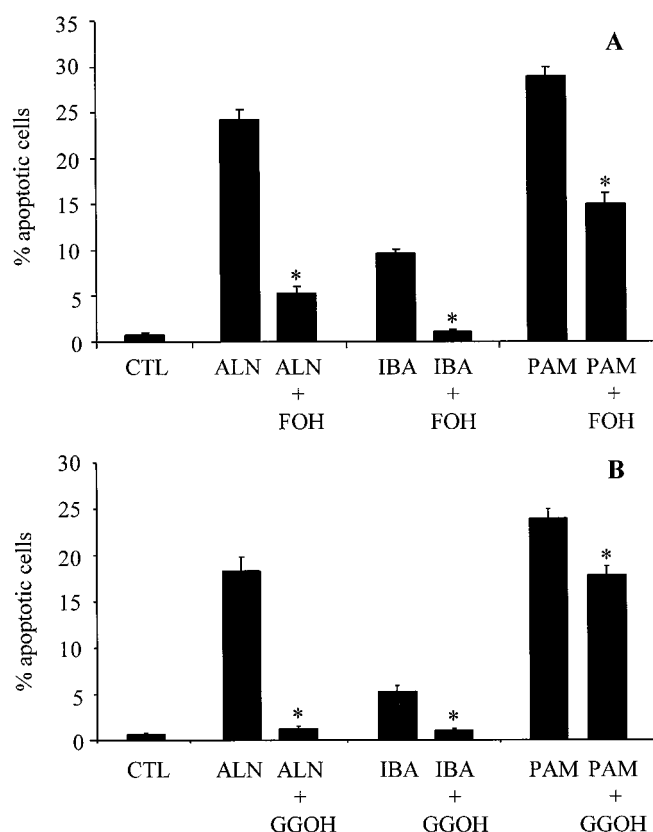 A
% apoptotic cells
35
30
25
20
15
10
5
0
* * *
CTL ALN ALN IBA IBA PAM PAM
+ + +
FOH FOH FOH
B
% apoptotic cells
30
25
20
15
10
5
0
* * *
CTL ALN ALN IBA IBA PAM PAM
+ + +
GGOH GGOH GGOH